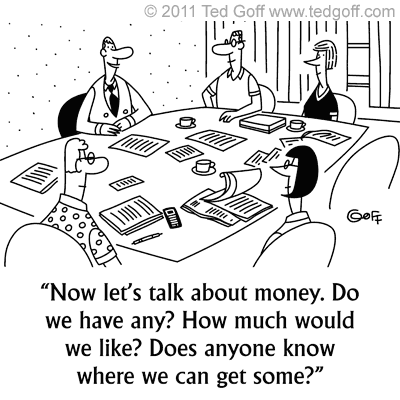 © 2011 Ted Goff www.tedgoff.com
GOFF
“Now let’s talk about money. Do
we have any? How much would
we like? Does anyone know
where we can get some?”